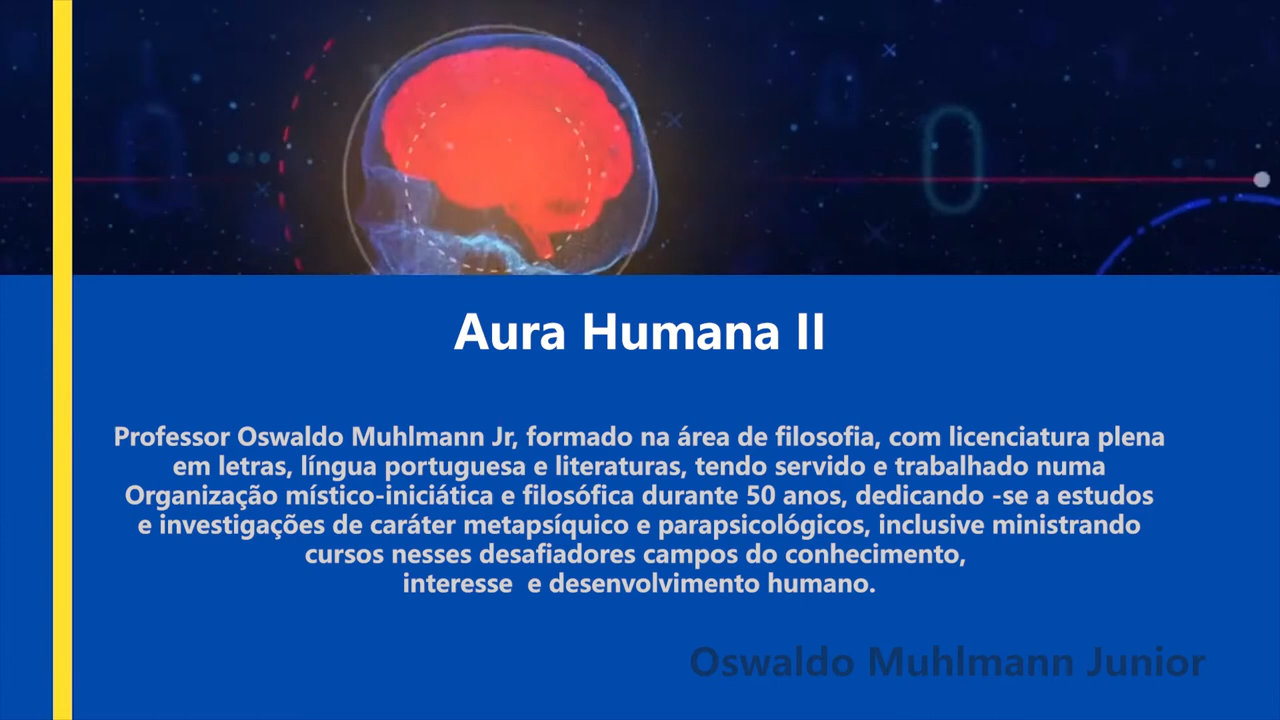 Aura Humana II
Professor Oswaldo Muhlmann Jr, formado na área de filosofia, com licenciatura plena
em letras, língua portuguesa e literaturas, tendo servido e trabalhado numa
Organização místico-iniciática e filosófica durante 50 anos, dedicando -se a estudos
e investigações de caráter metapsíquico e parapsicológicos, inclusive ministrando
cursos nesses desafiadores campos do conhecimento,
interesse  e desenvolvimento humano.
Oswaldo Muhlmann Junior